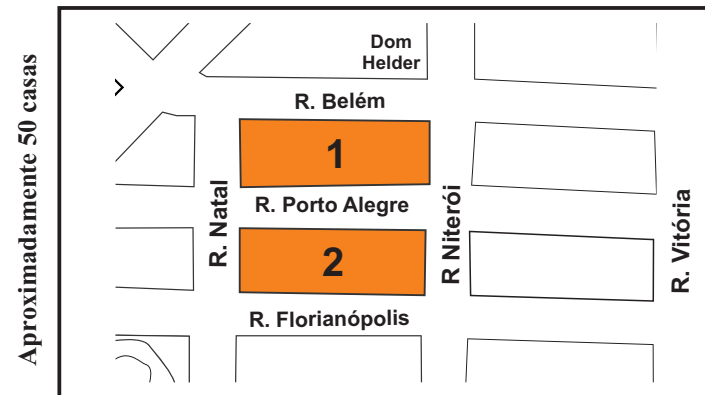 Aproximadamente 50 casas
Dom
Helder
R. Belém
1
R. Natal
R. Porto Alegre
R Niterói
R. Vitória
2
R. Florianópolis